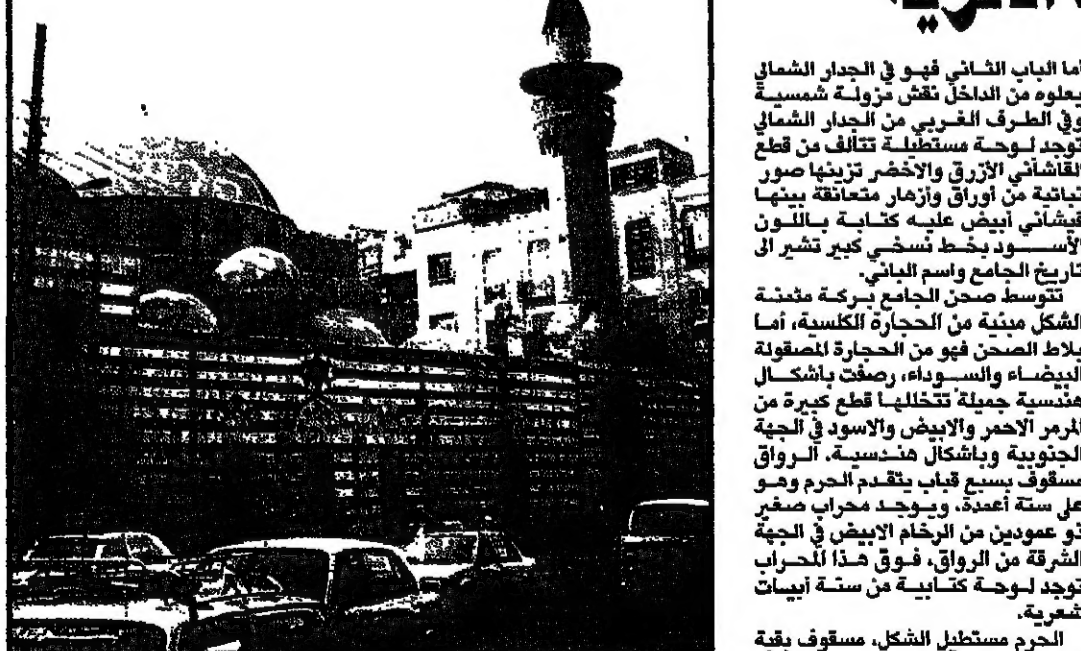 أما الباب الثاني فهو في الجدار الشمالي
يعلوه من الداخل نقش مزولة شمسية
وفي الطرف الغربي من الجدار الشمالي
توجد لوحة مستطيلة تتألف من قطع
القاشاني الأزرق والاخضر تزينها صور
نباتية من أوراق وأزهار متعانقة بينها
قيشاني أبيض عليه كتابة باللون
الأسود بخط نسخي كبير تشير الى
تاريخ الجامع واسم الباني.
تتوسط صحن الجامع بركة مثمنة
الشكل مبنية من الحجارة الكلسية، أما
بلاط الصحن فهو من الحجارة المصقولة
البيضاء والسوداء، رصفت بأشكال
هندسية جميلة تتخللها قطع كبيرة من
المرمر الاحمر والابيض والاسود في الجهة
الجنوبية وباشكال هندسية. الرواق
مسقوف بسبع قباب يتقدم الحرم وهو
على ستة أعمدة، ويوجد محراب صغير
ذو عمودين من الرخام الابيض في الجهة
الشرقة من الرواق، فوق هذا المحراب
توجد لوحة كتابية من ستة أبيات
شعرية.
الحرم مستطيل الشكل، مسقوف بقبة